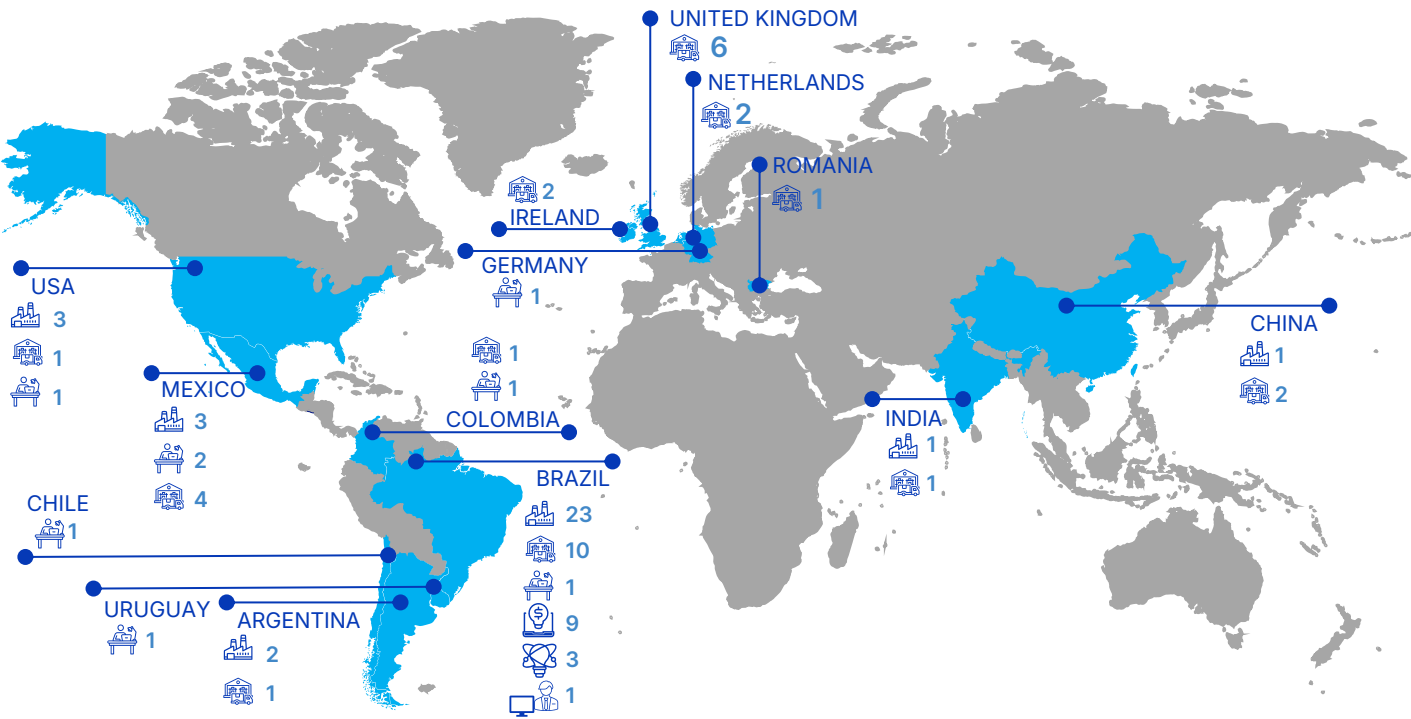 UNITED KINGDOM
6
NETHERLANDS
2
ROMANIA
1
2
IRELAND
GERMANY
1
USA
3
1
1
MEXICO
3
2
4
1
1
COLOMBIA
BRAZIL
23
10
1
9
3
1
CHILE
1
URUGUAY
1
ARGENTINA
2
1
INDIA
1
1
CHINA
1
2